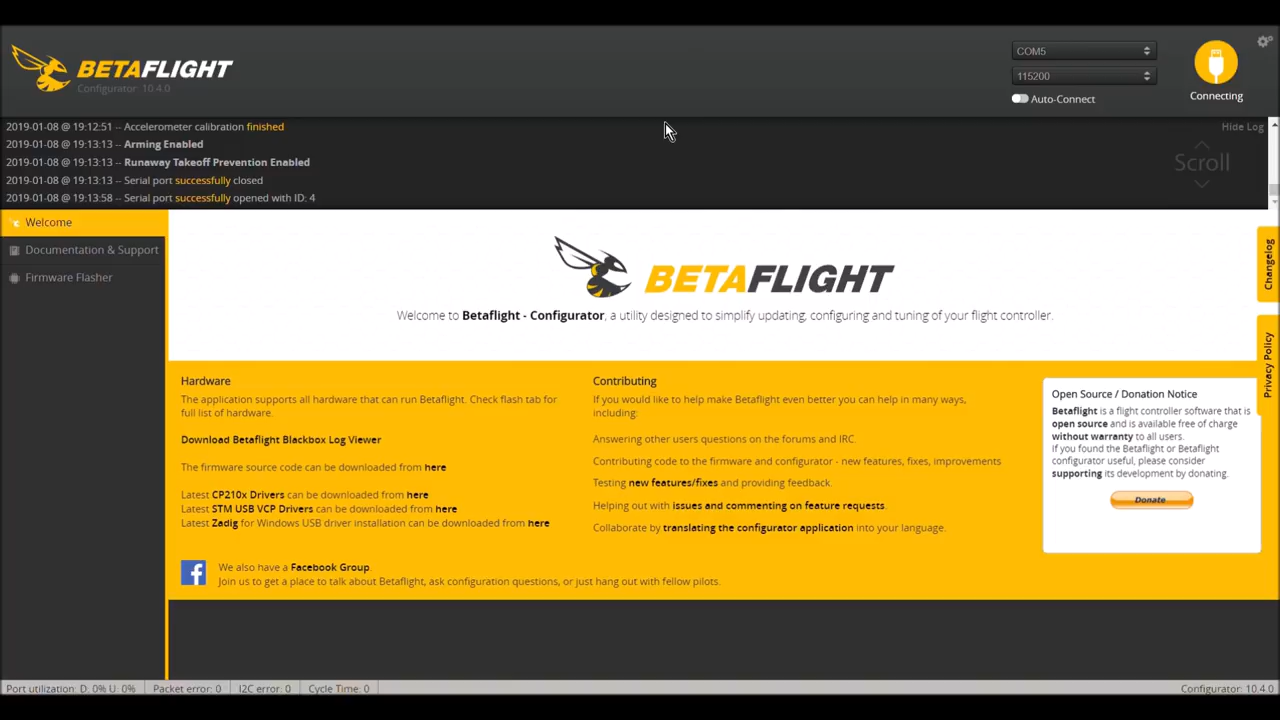 BETAFLIGHT
Configurator 10.4.0
COM5
115200
Auto-Connect
Connecting
2019-01-08 @ 19:12:51 -- Accelerometer calibration finished
2019-01-08 @ 19:13:13 -- Arming Enabled
2019-01-08 @ 19:13:13 -- Runaway Takeoff Prevention Enabled
2019-01-08 @ 19:13:13 -- Serial port successfully closed
2019-01-08 @ 19:13:58 -- Serial port successfully opened with ID: 4
Hide Log
Scroll
Welcome
Documentation & Support
Firmware Flasher
BETAFLIGHT
Welcome to Betaflight - Configurator, a utility designed to simplify updating, configuring and tuning of your flight controller.
Changelog
Privacy Policy
Hardware
The application supports all hardware that can run Betaflight. Check flash tab for
full list of hardware.
Download Betaflight Blackbox Log Viewer
The firmware source code can be downloaded from here
Latest CP210x Drivers can be downloaded from here
Latest STM USB VCP Drivers can be downloaded from here
Latest Zadig for Windows USB driver installation can be downloaded from here
Contributing
If you would like to help make Betaflight even better you can help in many ways,
including:
Answering other users questions on the forums and IRC.
Contributing code to the firmware and configurator - new features, fixes, improvements
Testing new features/fixes and providing feedback.
Helping out with issues and commenting on feature requests.
Collaborate by translating the configurator application into your language.
Open Source / Donation Notice
Betaflight is a flight controller software that is
open source and is available free of charge
without warranty to all users.
If you found the Betaflight or Betaflight
configurator useful, please consider
supporting its development by donating.
Donate
We also have a Facebook Group.
Join us to get a place to talk about Betaflight, ask configuration questions, or just hang out with fellow pilots.
Port utilization: D: 0% U: 0%
Packet error: 0
I2C error: 0
Cycle Time: 0
Configurator: 10.4.0